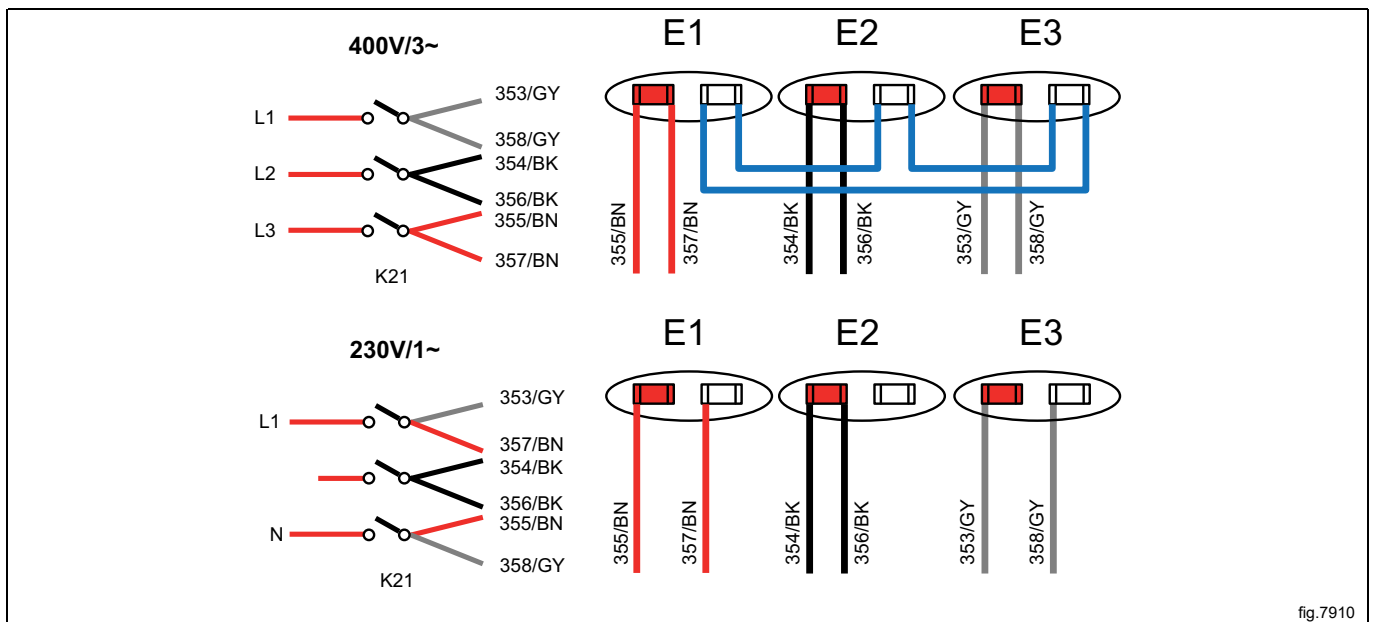 400V/3~
E1
E2
E3
L1
353/GY
358/GY
L2
354/BK
356/BK
L3
355/BN
357/BN
K21
355/BN
357/BN
354/BK
356/BK
353/GY
358/GY
230V/1~
E1
E2
E3
L1
353/GY
357/BN
354/BK
356/BK
N
355/BN
358/GY
K21
355/BN
357/BN
354/BK
356/BK
353/GY
358/GY
fig.7910